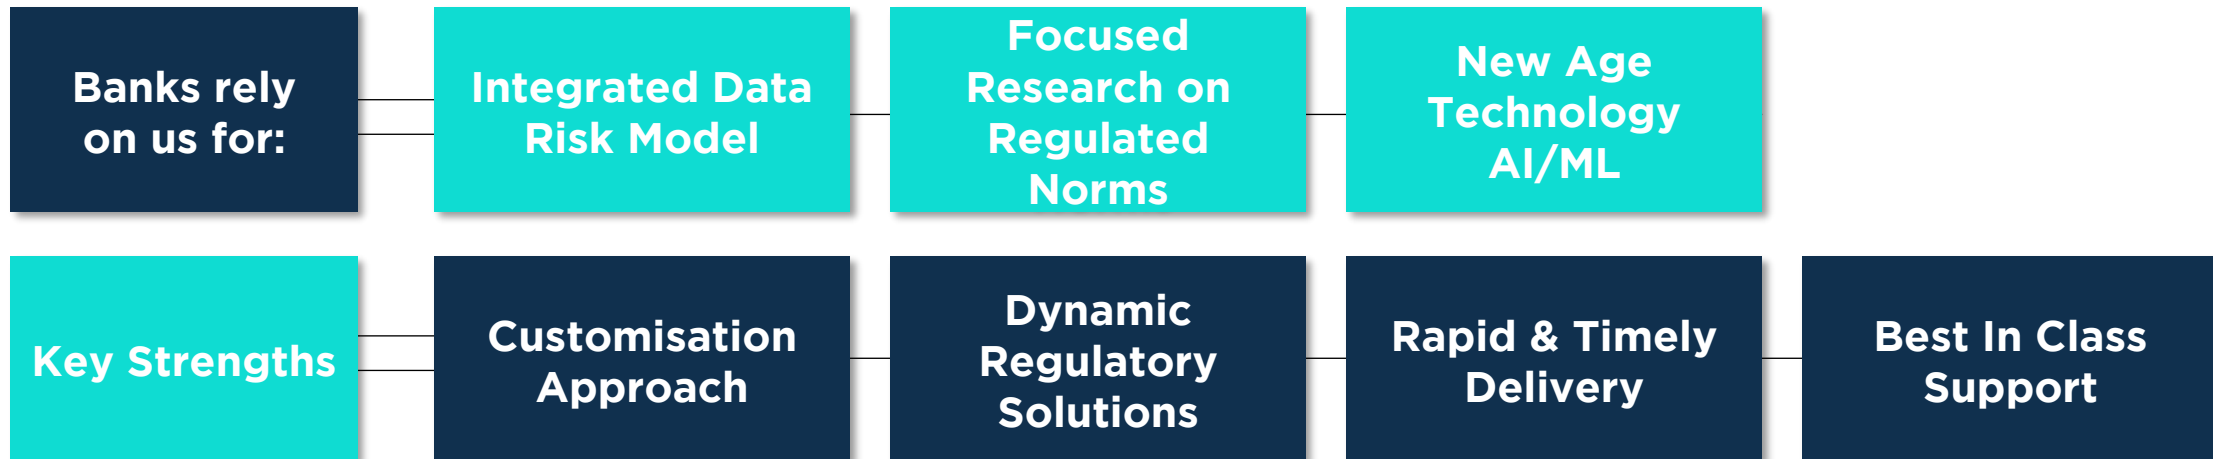 Banks rely
on us for:
Integrated Data
Risk Model
Focused
Research on
Regulated
Norms
New Age
Technology
AI/ML
Key Strengths
Customisation
Approach
Dynamic
Regulatory
Solutions
Rapid & Timely
Delivery
Best In Class
Support